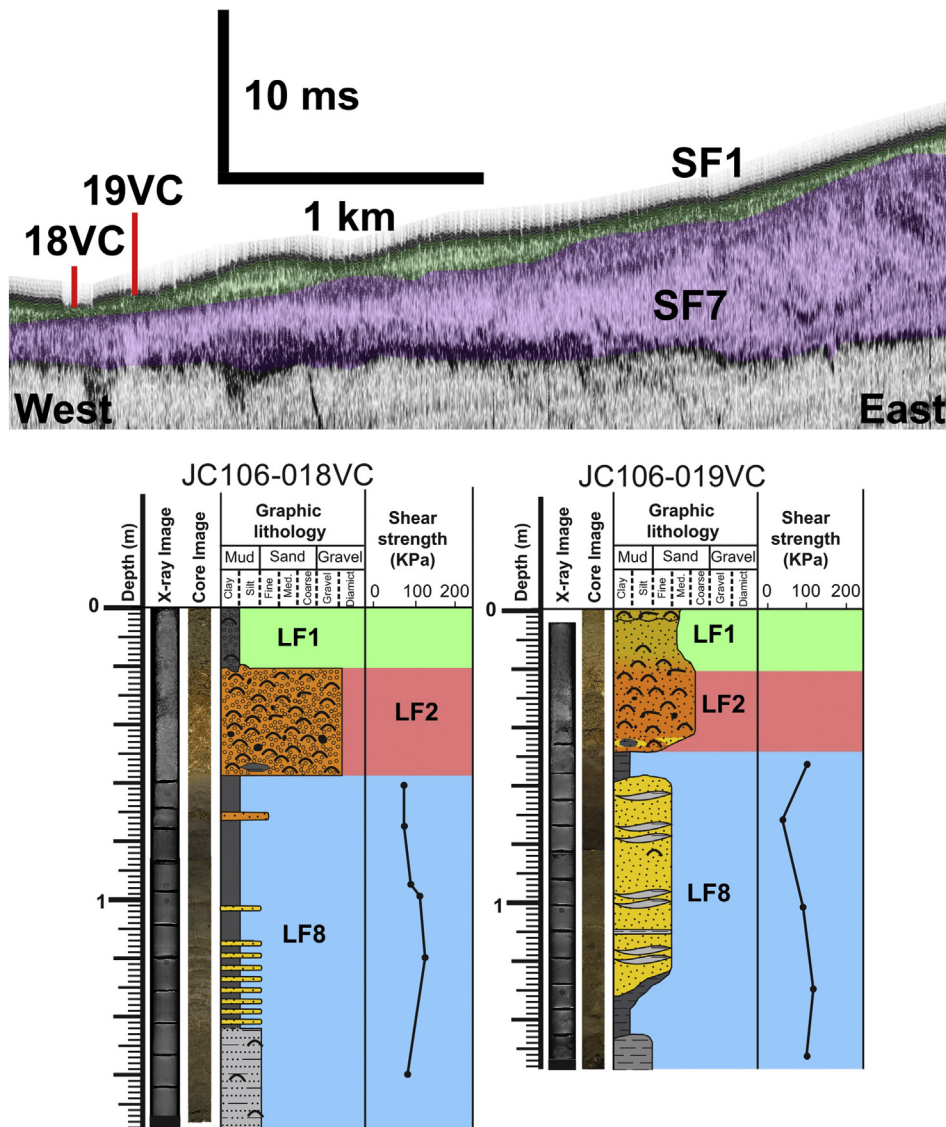 10 ms
SF1
19VC
1 km
18VC
SF7
West
East
JC106-018VC
Depth (m)
X-ray Image
Core Image
Graphic
lithology
Mud Sand Gravel
Clay Silt Fine Med. Coarse Gravel Diamict
Shear
strength
(KPa)
0 100 200
0
LF1
LF2
1
LF8
JC106-019VC
Depth (m)
X-ray Image
Core Image
Graphic
lithology
Mud Sand Gravel
Clay Silt Fine Med. Coarse Gravel Diamict
Shear
strength
(KPa)
0 100 200
0
LF1
LF2
1
LF8